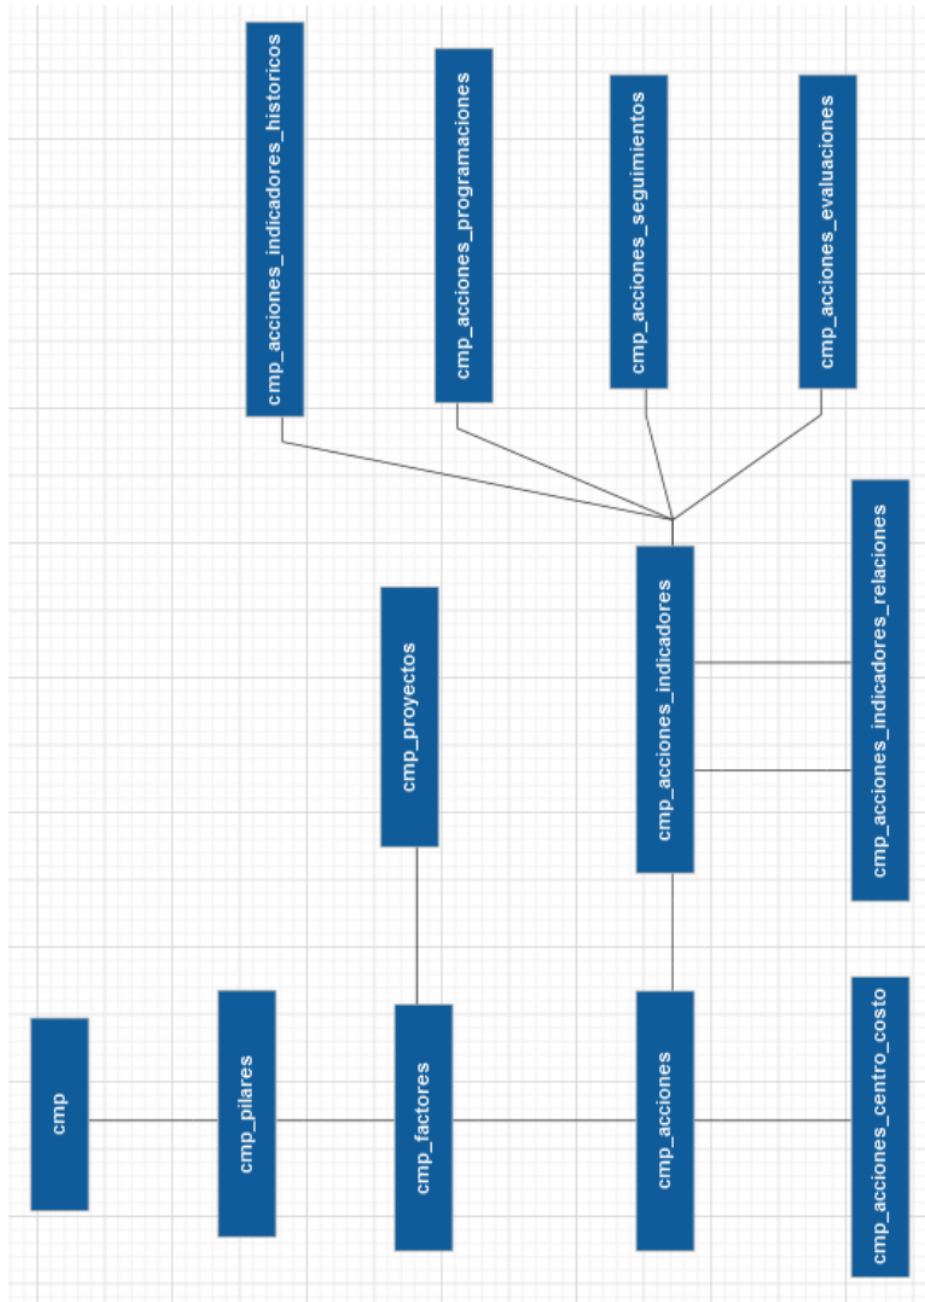 cmp
cmp_pilares
cmp_factores
cmp_acciones
cmp_acciones_centro_costo
cmp_proyectos
cmp_acciones_indicadores
cmp_acciones_indicadores_relaciones
cmp_acciones_indicadores_historicos
cmp_acciones_programaciones
cmp_acciones_seguimientos
cmp_acciones_evaluaciones